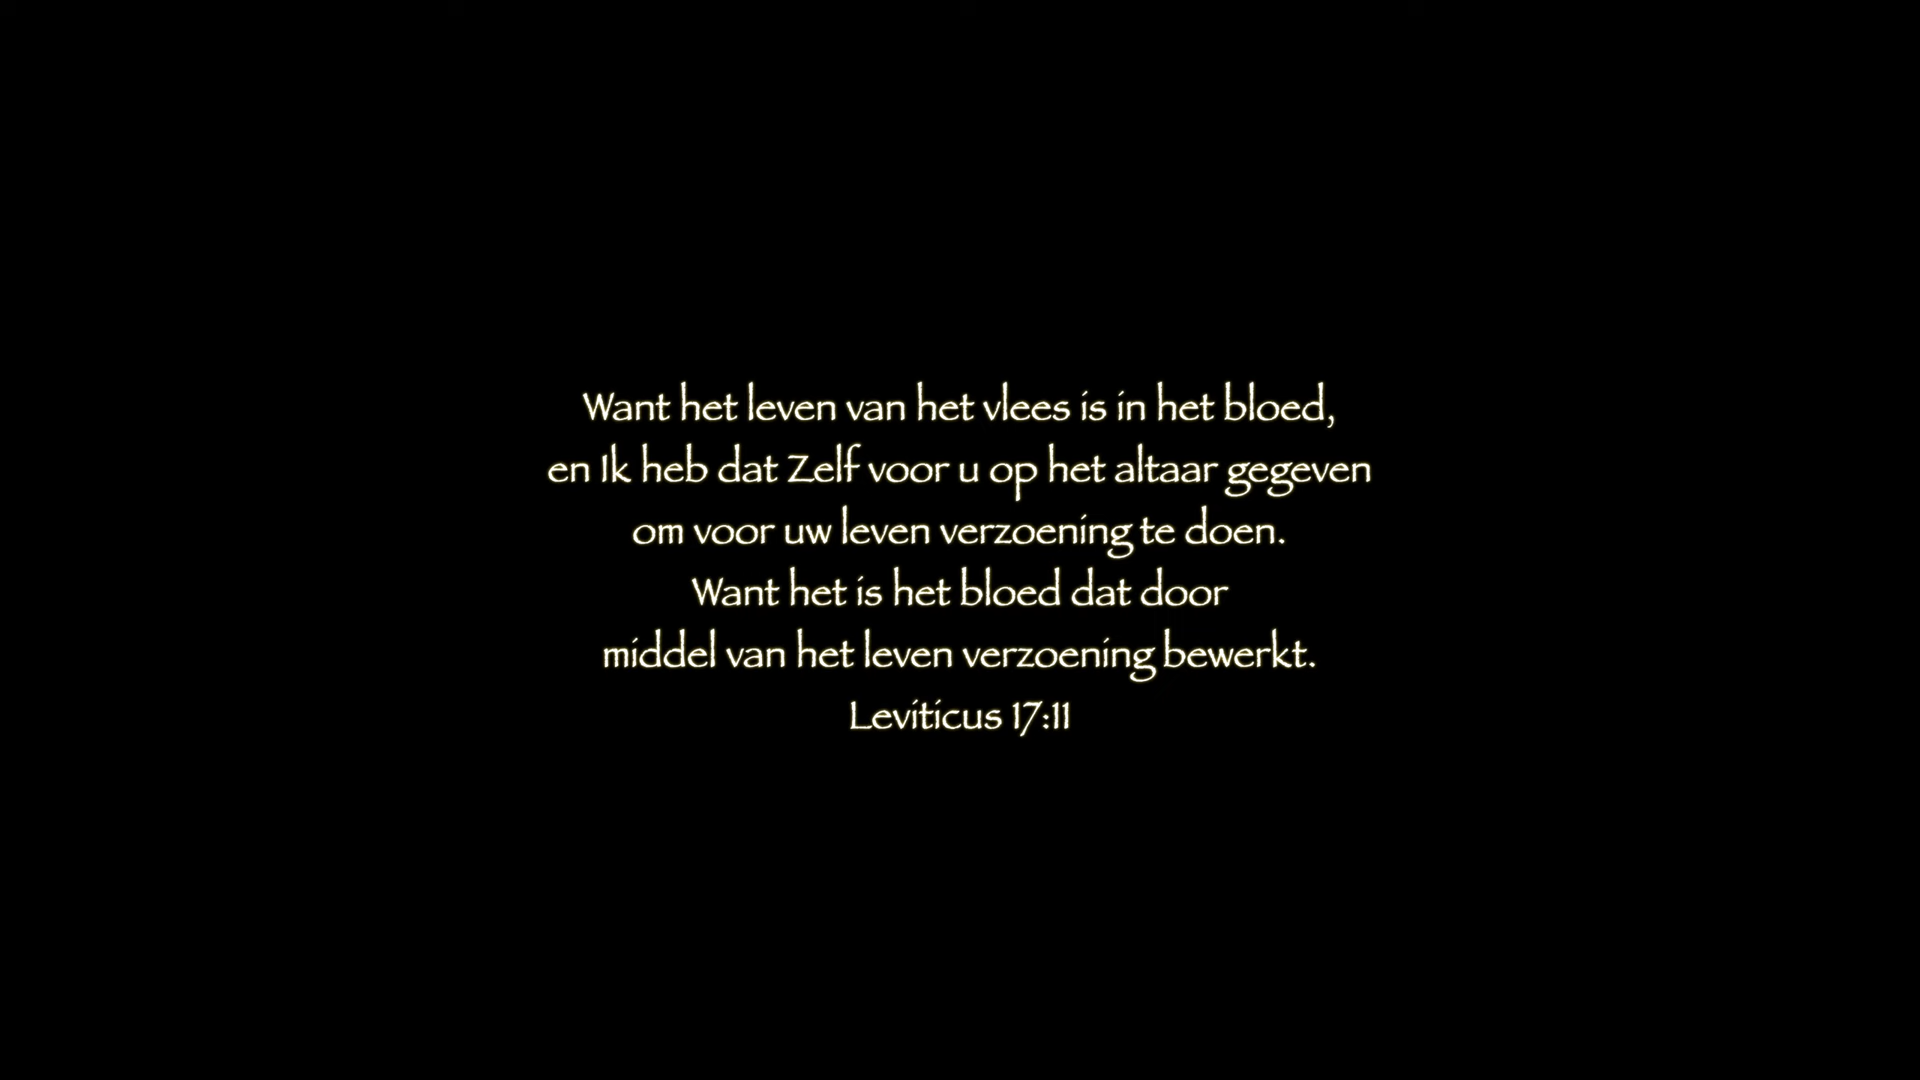 Want het leven van het vlees is in het bloed,
en Ik heb dat Zelf voor u op het altaar gegeven
om voor uw leven verzoening te doen.
Want het is het bloed dat door
middel van het leven verzoening bewerkt.
Leviticus 17:11